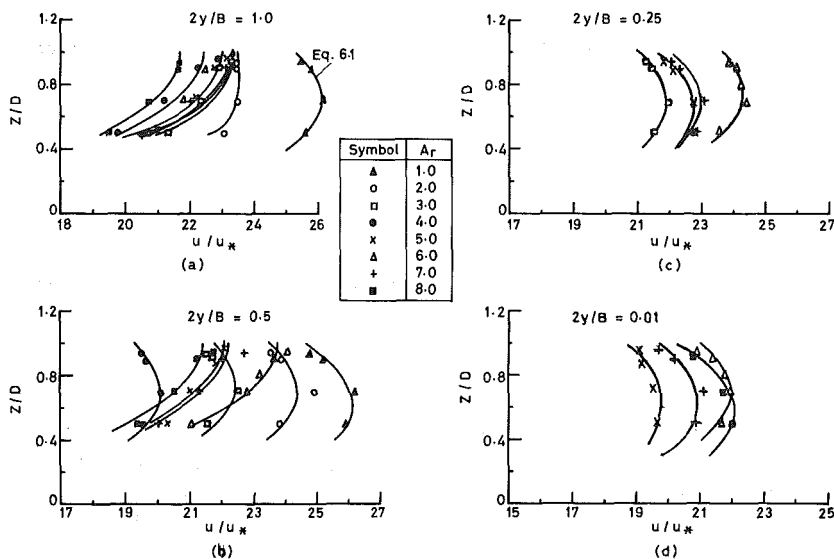 2y/B = 1.0
Z/D
1.2
0.8
0.4
0
Eq. 6.1
18 20 22 24 26
u/u*
(a)
Symbol Ar
1.0
2.0
3.0
4.0
5.0
6.0
7.0
8.0
2y/B = 0.25
Z/D
1.2
0.8
0.4
0
17 19 21 23 25 27
u/u*
(c)
2y/B = 0.5
Z/D
1.2
0.8
0.4
0
17 19 21 23 25 27
u/u*
(b)
2y/B = 0.01
Z/D
1.2
0.8
0.4
0
15 17 19 21 23 25
u/u*
(d)